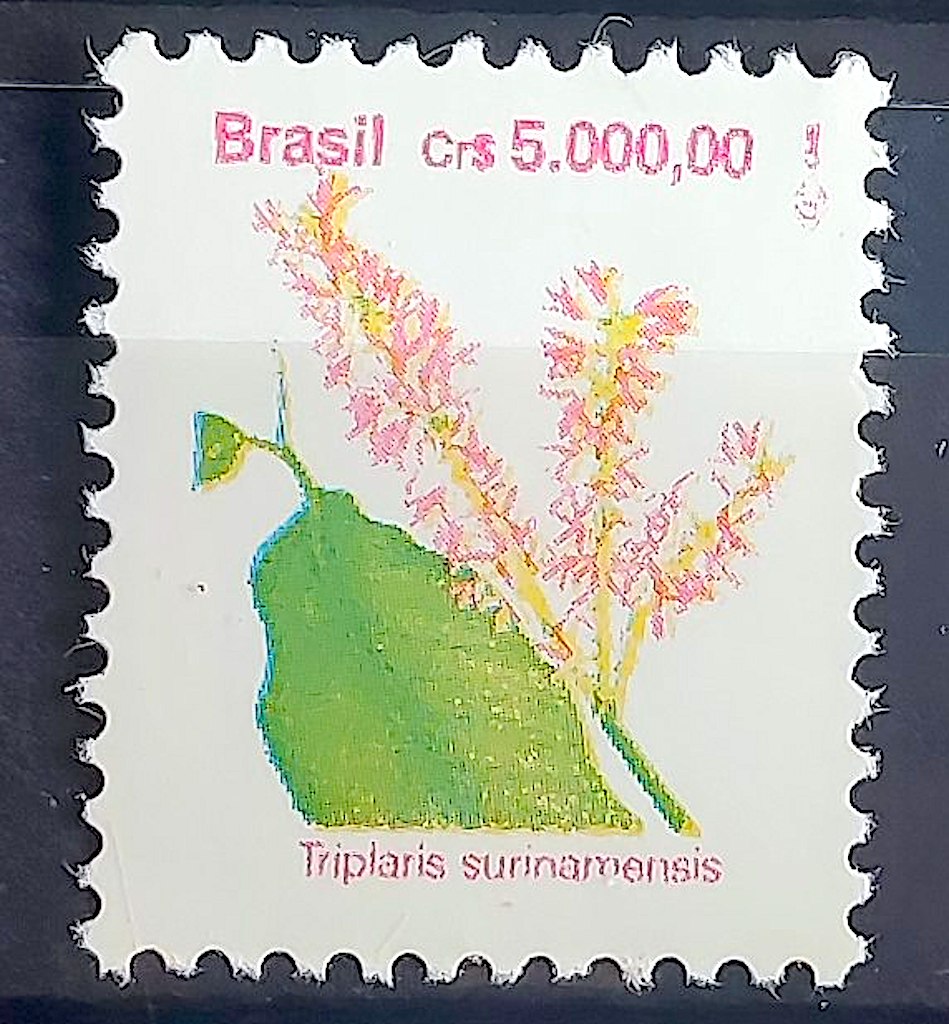 Brasil Cr$ 5.000,00
Triplaris surinamensis